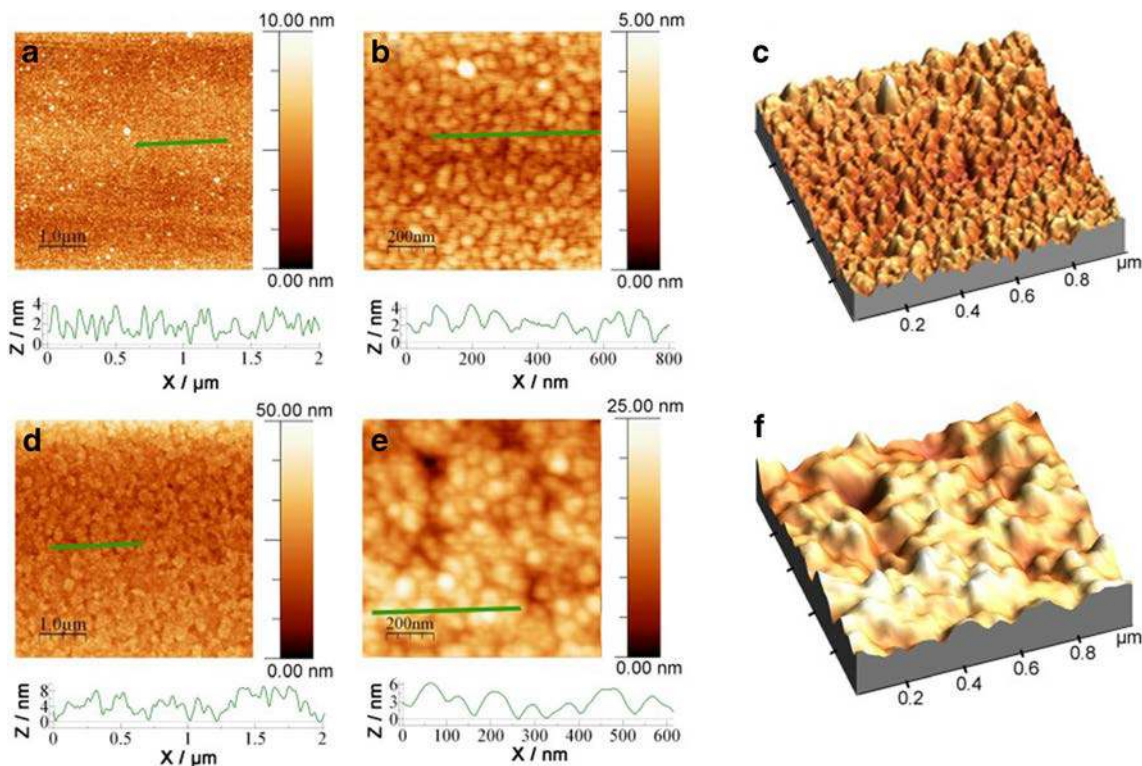 a
10.00 nm
1.0µm
0.00 nm
Z / nm
4
2
0
0 0.5 1 1.5 2
X / µm
b
5.00 nm
200nm
0.00 nm
Z / nm
4
2
0
0 200 400 600 800
X / nm
c
0.2 0.4 0.6 0.8 µm
d
50.00 nm
1.0µm
0.00 nm
Z / nm
8
4
0
0 0.5 1 1.5 2
X / µm
e
25.00 nm
200nm
0.00 nm
Z / nm
6
3
0
0 100 200 300 400 500 600
X / nm
f
0.2 0.4 0.6 0.8 µm